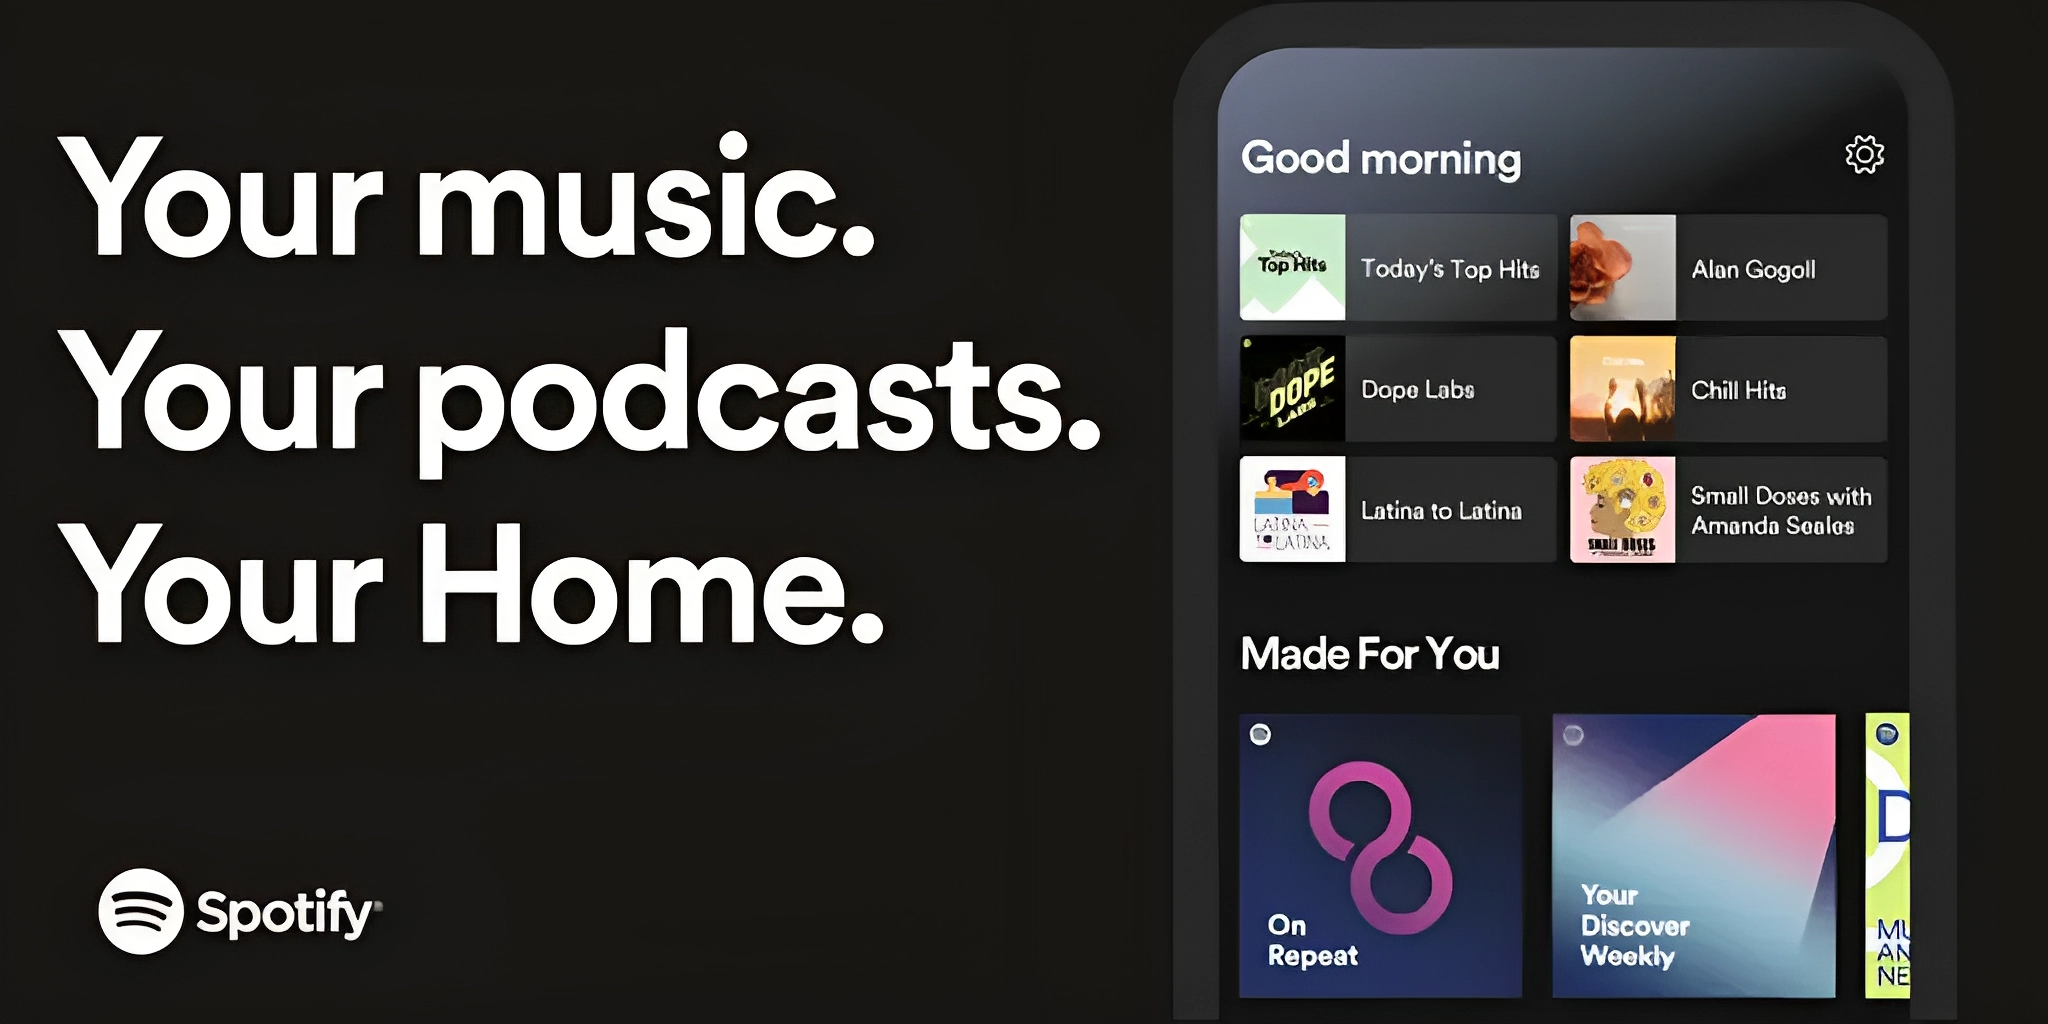 Your music.
Your podcasts.
Your Home.
Spotify
Good morning
Top Hits
Today's Top Hits
Alan Gogoll
DOPE
LABS
Dope Labs
Chill Hits
LATINA
TO LATINA
Latina to Latina
SMALL DOSES
Small Doses with
Amanda Seales
Made For You
On
Repeat
Your
Discover
Weekly
D
MU
AN
NE